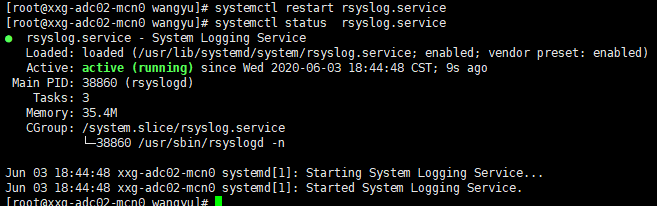 [root@xxg-adc02-mcn0 wangyu]# systemctl restart rsyslog.service
[root@xxg-adc02-mcn0 wangyu]# systemctl status  rsyslog.service
● rsyslog.service - System Logging Service
   Loaded: loaded (/usr/lib/systemd/system/rsyslog.service; enabled; vendor preset: enabled)
   Active: active (running) since Wed 2020-06-03 18:44:48 CST; 9s ago
 Main PID: 38860 (rsyslogd)
    Tasks: 3
   Memory: 35.4M
   CGroup: /system.slice/rsyslog.service
           └─38860 /usr/sbin/rsyslogd -n
Jun 03 18:44:48 xxg-adc02-mcn0 systemd[1]: Starting System Logging Service...
Jun 03 18:44:48 xxg-adc02-mcn0 systemd[1]: Started System Logging Service.
[root@xxg-adc02-mcn0 wangyu]#